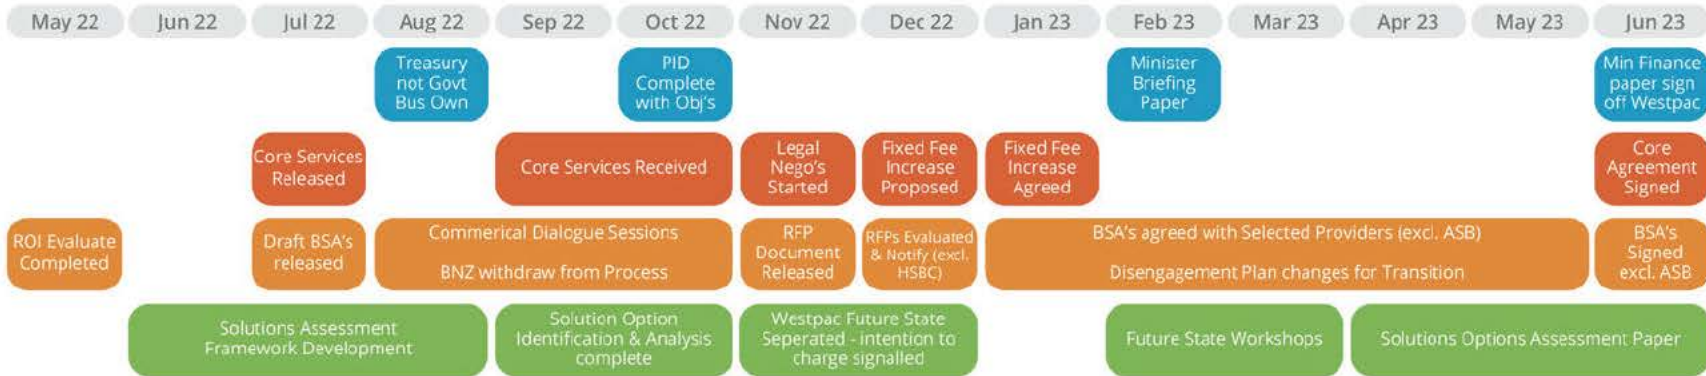 May 22
Jun 22
Jul 22
Aug 22
Sep 22
Oct 22
Nov 22
Dec 22
Jan 23
Feb 23
Mar 23
Apr 23
May 23
Jun 23
Treasury
not Govt
Bus Own
PID
Complete
with Obj's
Minister
Briefing
Paper
Min Finance
paper sign
off Westpac
Core Services
Released
Core Services Received
Legal
Nego's
Started
Fixed Fee
Increase
Proposed
Fixed Fee
Increase
Agreed
Core
Agreement
Signed
ROI Evaluate
Completed
Draft BSA's
released
Commerical Dialogue Sessions
BNZ withdraw from Process
RFP
Document
Released
RFPs Evaluated
& Notify (excl.
HSBC)
BSA's agreed with Selected Providers (excl. ASB)
Disengagement Plan changes for Transition
BSA's
Signed
excl. ASB
Solutions Assessment
Framework Development
Solution Option
Identification & Analysis
complete
Westpac Future State
Seperated - intention to
charge signalled
Future State Workshops
Solutions Options Assessment Paper